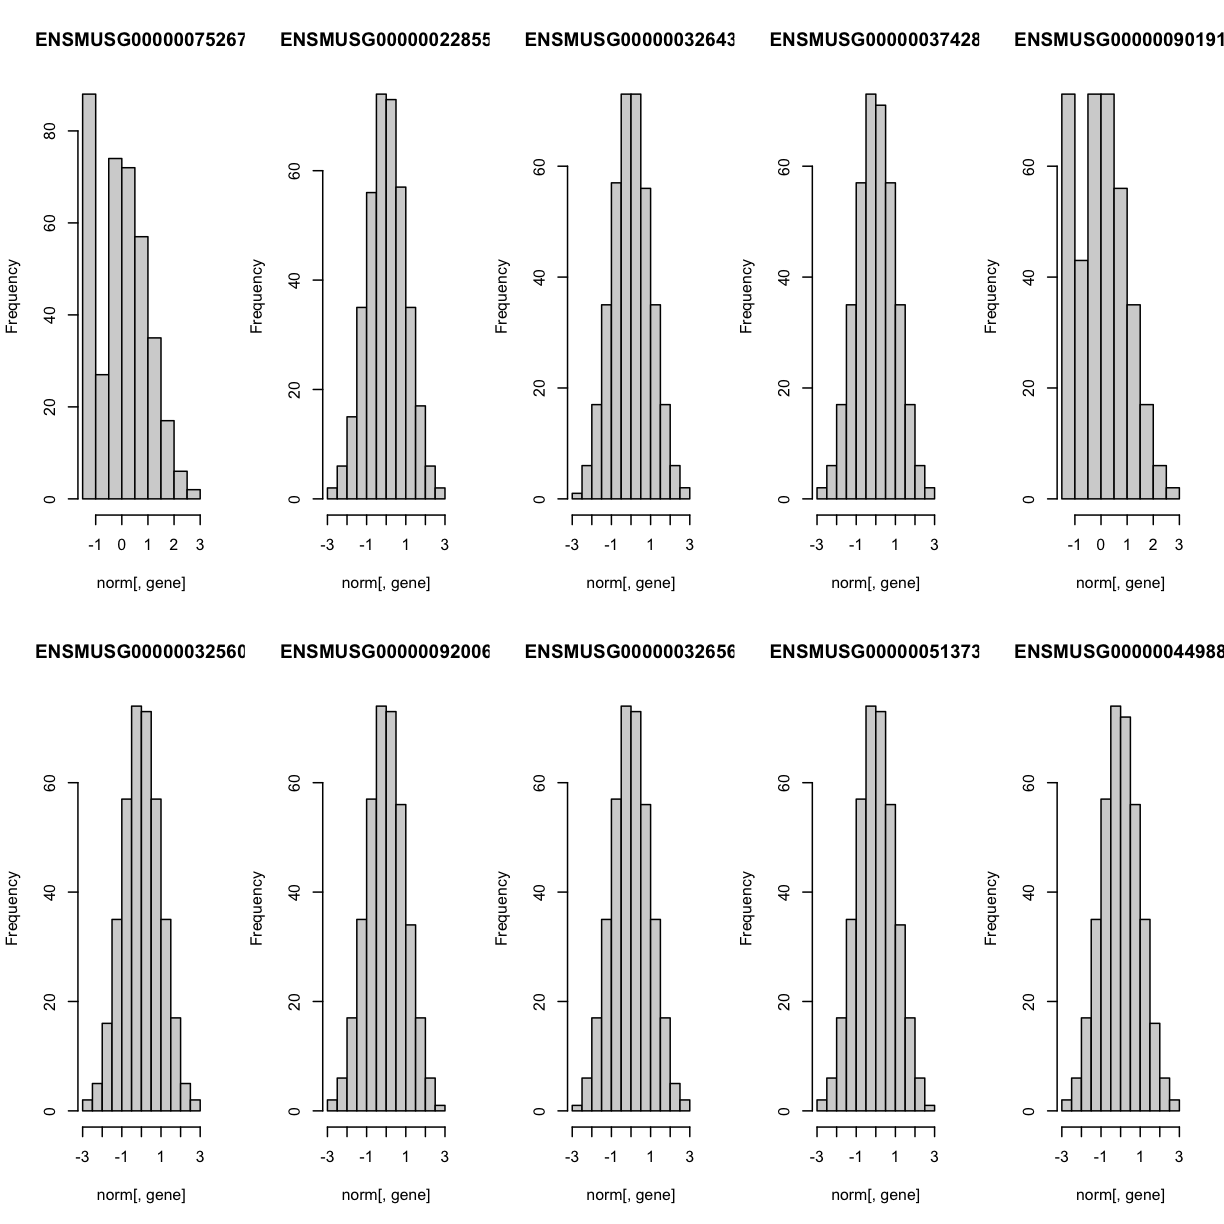 ENSMUSG00000075267
80
60
40
20
0
Frequency
-1 0 1 2 3
norm[, gene]
ENSMUSG00000022855
60
40
20
0
Frequency
-3 -1 1 3
norm[, gene]
ENSMUSG00000032643
60
40
20
0
Frequency
-3 -1 1 3
norm[, gene]
ENSMUSG00000037428
60
40
20
0
Frequency
-3 -1 1 3
norm[, gene]
ENSMUSG00000090191
60
40
20
0
Frequency
-1 0 1 2 3
norm[, gene]
ENSMUSG00000032560
60
40
20
0
Frequency
-3 -1 1 3
norm[, gene]
ENSMUSG00000092006
60
40
20
0
Frequency
-3 -1 1 3
norm[, gene]
ENSMUSG00000032656
60
40
20
0
Frequency
-3 -1 1 3
norm[, gene]
ENSMUSG00000051373
60
40
20
0
Frequency
-3 -1 1 3
norm[, gene]
ENSMUSG00000044988
60
40
20
0
Frequency
-3 -1 1 3
norm[, gene]